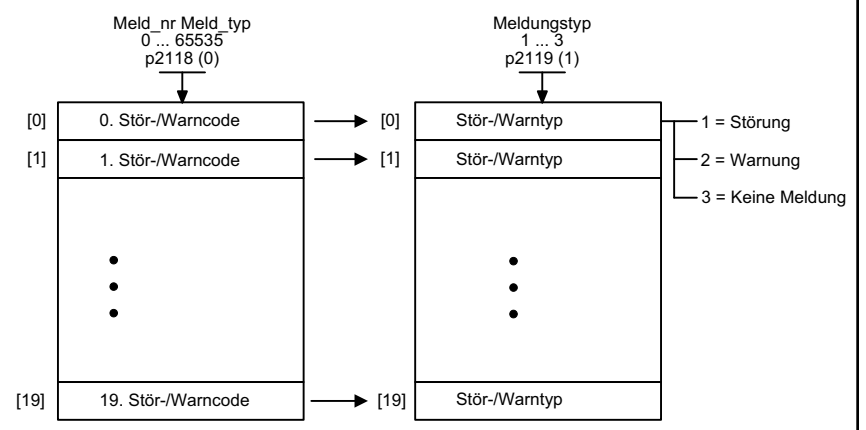 Meld_nr Meld_typ
0 ... 65535
p2118 (0)
Meldungstyp
1 ... 3
p2119 (1)
[0] 0. Stör-/Warncode [0] Stör-/Warntyp 1 = Störung
[1] 1. Stör-/Warncode [1] Stör-/Warntyp 2 = Warnung
3 = Keine Meldung
[19] 19. Stör-/Warncode [19] Stör-/Warntyp